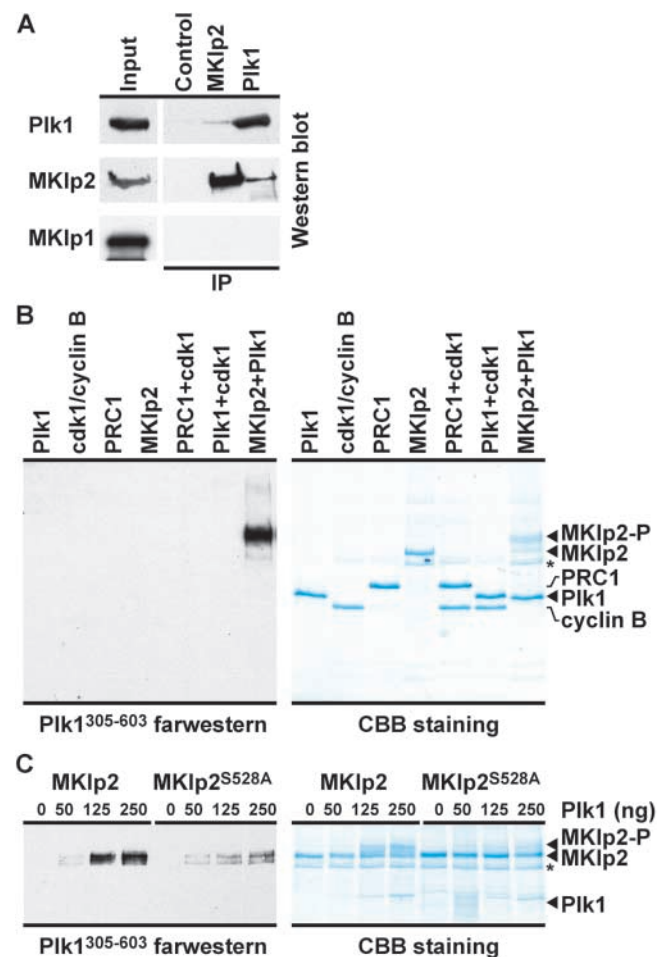 A
Input
Control
MKlp2
Plk1
Plk1
MKlp2
MKlp1
Western blot
IP
B
Plk1
cdk1/cyclin B
PRC1
MKlp2
PRC1+cdk1
Plk1+cdk1
MKlp2+Plk1
Plk1
cdk1/cyclin B
PRC1
MKlp2
PRC1+cdk1
Plk1+cdk1
MKlp2+Plk1
MKlp2-P
MKlp2
*
PRC1
Plk1
cyclin B
Plk1³⁰⁵⁻⁶⁰³ farwestern
CBB staining
C
MKlp2 MKlp2ˢ⁵²⁸ᴬ MKlp2 MKlp2ˢ⁵²⁸ᴬ
0 50 125 250 0 50 125 250 0 50 125 250 0 50 125 250 Plk1 (ng)
MKlp2-P
MKlp2
*
Plk1
Plk1³⁰⁵⁻⁶⁰³ farwestern
CBB staining